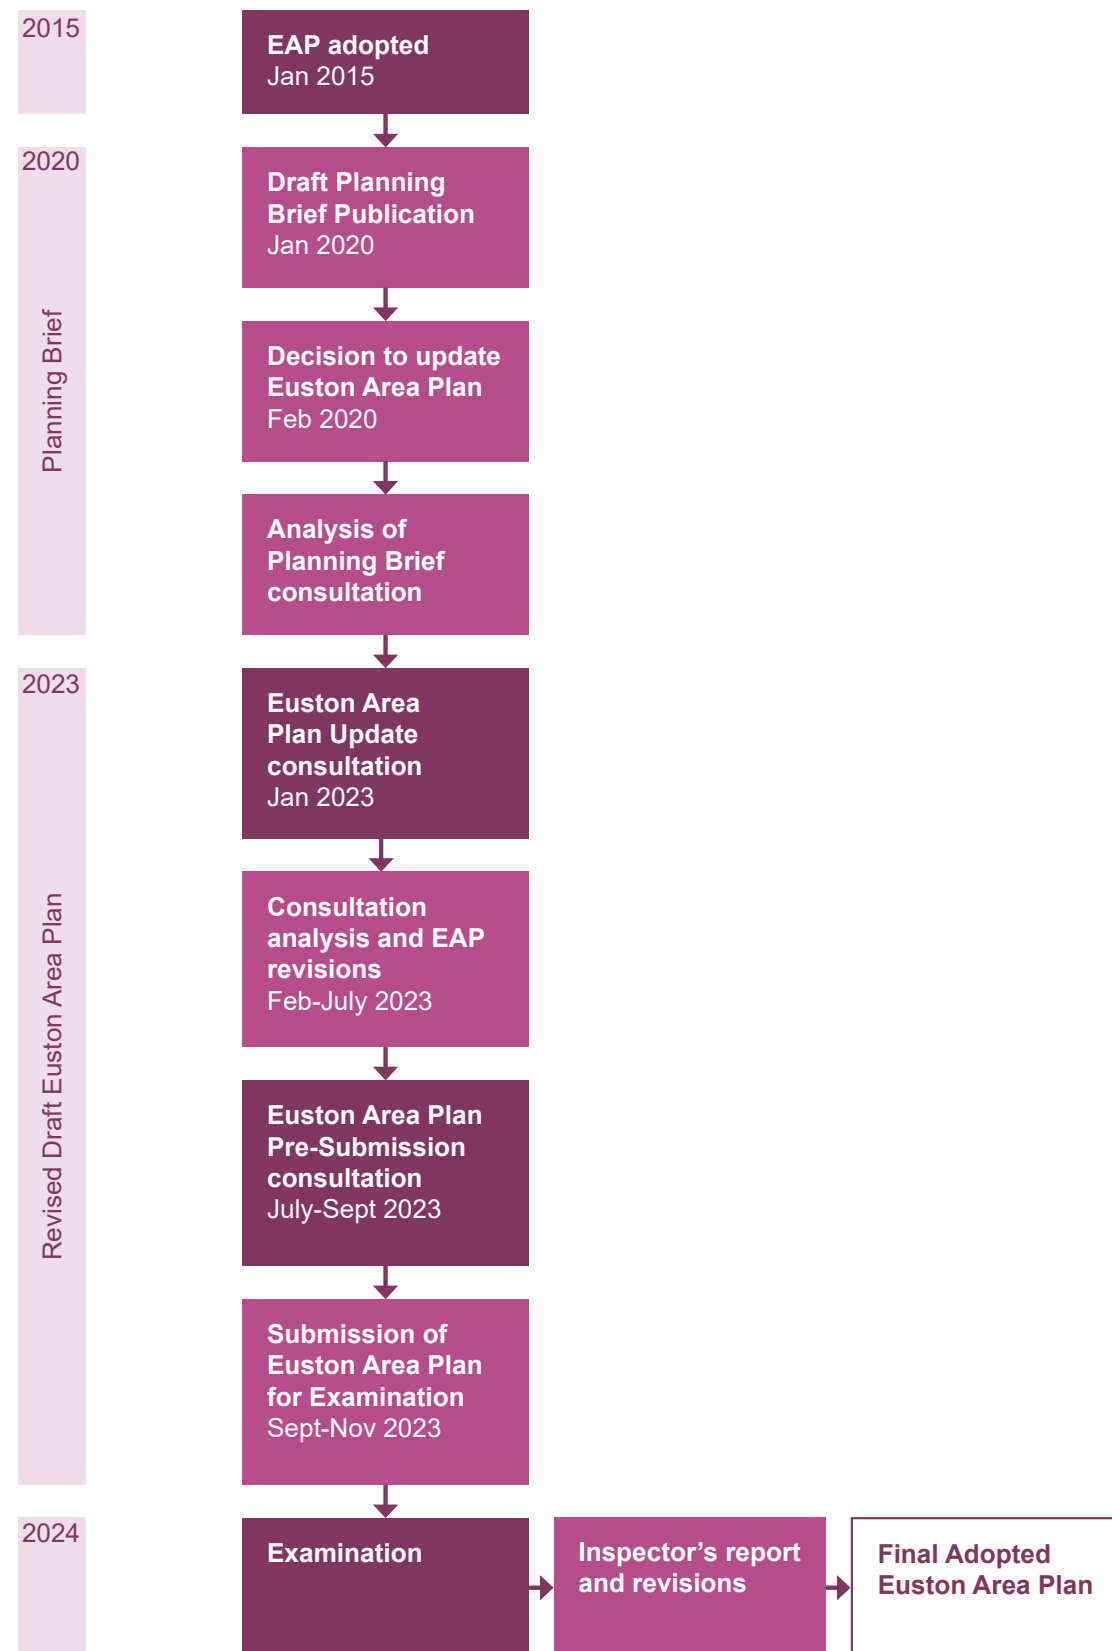 2015
EAP adopted
Jan 2015
2020
Planning Brief
Draft Planning
Brief Publication
Jan 2020
Decision to update
Euston Area Plan
Feb 2020
Analysis of
Planning Brief
consultation
2023
Revised Draft Euston Area Plan
Euston Area
Plan Update
consultation
Jan 2023
Consultation
analysis and EAP
revisions
Feb-July 2023
Euston Area Plan
Pre-Submission
consultation
July-Sept 2023
Submission of
Euston Area Plan
for Examination
Sept-Nov 2023
2024
Examination
Inspector’s report
and revisions
Final Adopted
Euston Area Plan